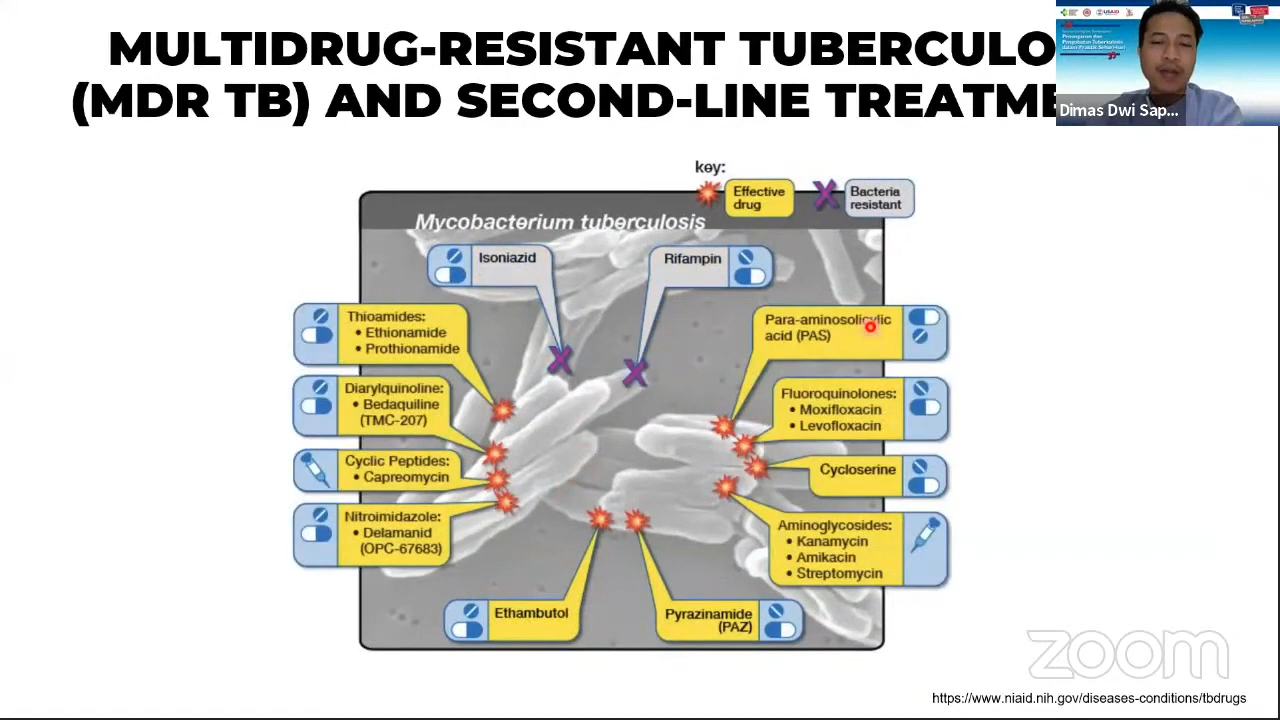 MULTIDRUG-RESISTANT TUBERCULO
(MDR TB) AND SECOND-LINE TREATME
USAID
Dimas Dwi Sap...
key:
Effective
drug
Bacteria
resistant
Mycobacterium tuberculosis
Isoniazid
Rifampin
Thioamides:
• Ethionamide
• Prothionamide
Para-aminosolicylic
acid (PAS)
Diarylquinoline:
• Bedaquiline
(TMC-207)
Fluoroquinolones:
• Moxifloxacin
• Levofloxacin
Cyclic Peptides:
• Capreomycin
Cycloserine
Nitroimidazole:
• Delamanid
(OPC-67683)
Aminoglycosides:
• Kanamycin
• Amikacin
• Streptomycin
Ethambutol
Pyrazinamide
(PAZ)
zoom
https://www.niaid.nih.gov/diseases-conditions/tbdrugs